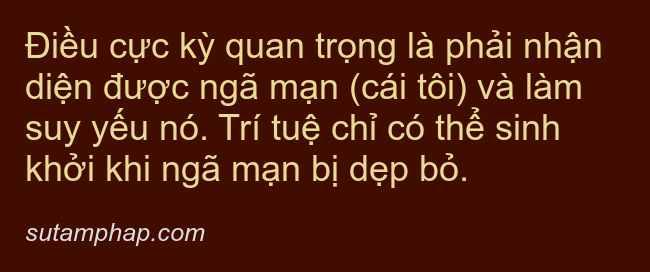 Điều cực kỳ quan trọng là phải nhận
diện được ngã mạn (cái tôi) và làm
suy yếu nó. Trí tuệ chỉ có thể sinh
khởi khi ngã mạn bị dẹp bỏ.
sutamphap.com